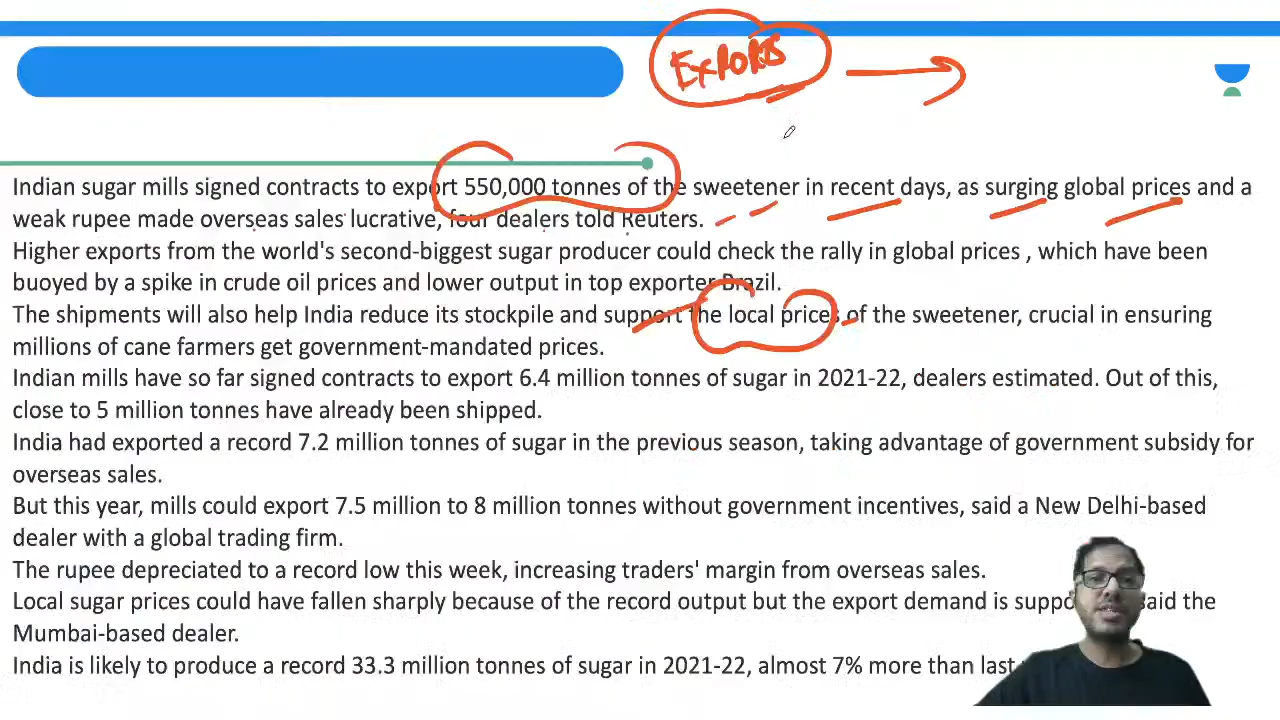 EXPORTS
Indian sugar mills signed contracts to export 550,000 tonnes of the sweetener in recent days, as surging global prices and a
weak rupee made overseas sales lucrative, four dealers told Reuters.
Higher exports from the world's second-biggest sugar producer could check the rally in global prices , which have been
buoyed by a spike in crude oil prices and lower output in top exporter Brazil.
The shipments will also help India reduce its stockpile and support the local prices of the sweetener, crucial in ensuring
millions of cane farmers get government-mandated prices.
Indian mills have so far signed contracts to export 6.4 million tonnes of sugar in 2021-22, dealers estimated. Out of this,
close to 5 million tonnes have already been shipped.
India had exported a record 7.2 million tonnes of sugar in the previous season, taking advantage of government subsidy for
overseas sales.
But this year, mills could export 7.5 million to 8 million tonnes without government incentives, said a New Delhi-based
dealer with a global trading firm.
The rupee depreciated to a record low this week, increasing traders' margin from overseas sales.
Local sugar prices could have fallen sharply because of the record output but the export demand is said the
Mumbai-based dealer.
India is likely to produce a record 33.3 million tonnes of sugar in 2021-22, almost 7% more than last